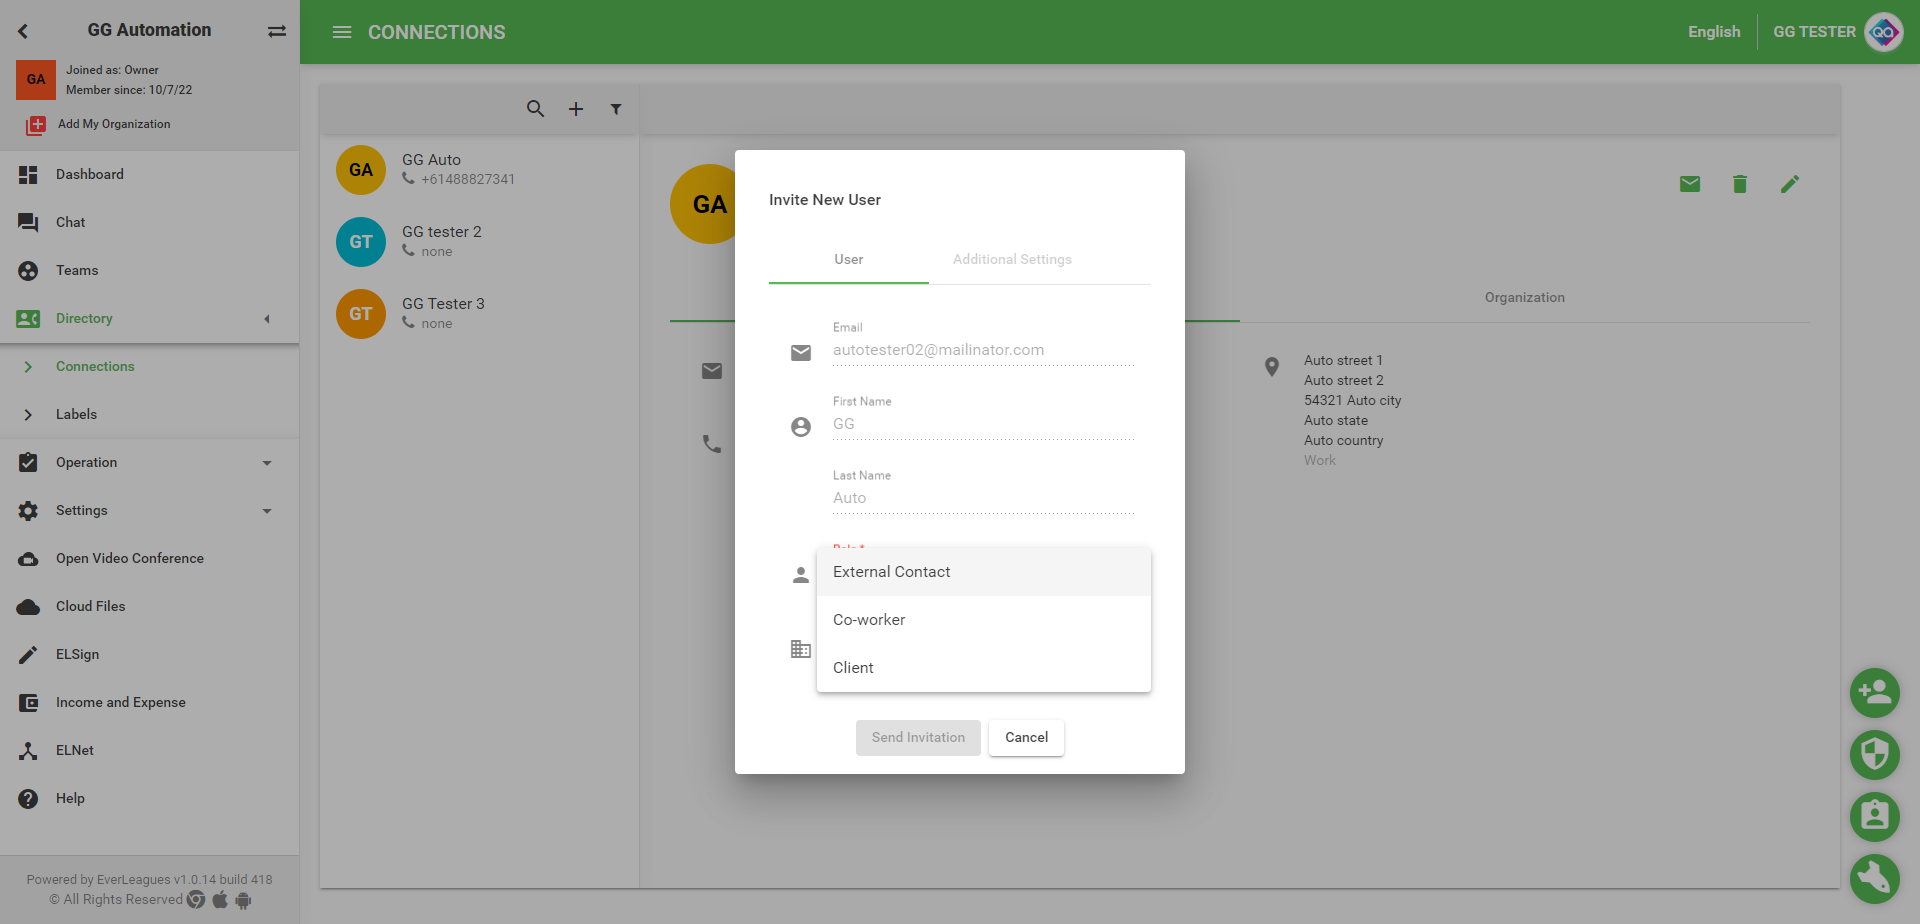 GG Automation
GA
Joined as: Owner
Member since: 10/7/22
Add My Organization
Dashboard
Chat
Teams
Directory
Connections
Labels
Operation
Settings
Open Video Conference
Cloud Files
ELSign
Income and Expense
ELNet
Help
Powered by EverLeagues v1.0.14 build 418
© All Rights Reserved
CONNECTIONS
English
GG TESTER
QA
GA
GG Auto
+61488827341
GT
GG tester 2
none
GT
GG Tester 3
none
GA
Organization
Auto street 1
Auto street 2
54321 Auto city
Auto state
Auto country
Work
Invite New User
User
Additional Settings
Email
autotester02@mailinator.com
First Name
GG
Last Name
Auto
Role *
External Contact
Co-worker
Client
Send Invitation
Cancel